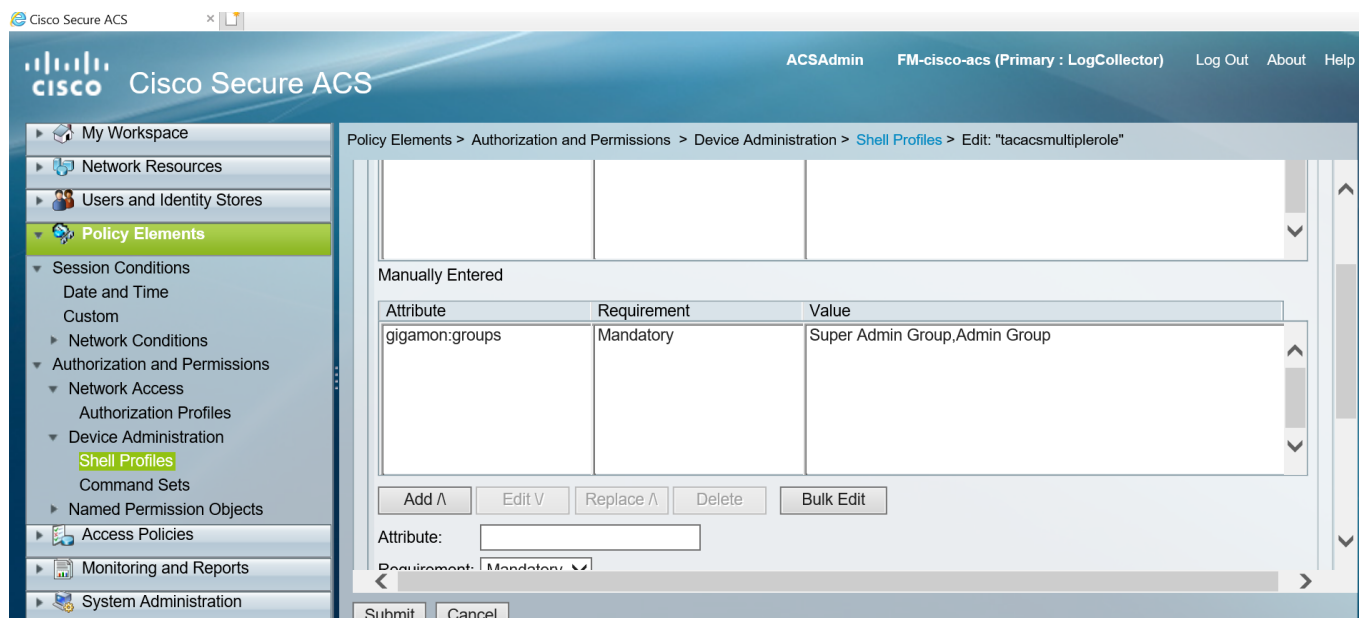 Cisco Secure ACS ×
CISCO Cisco Secure ACS
ACSAdmin FM-cisco-acs (Primary : LogCollector) Log Out About Help
My Workspace
Network Resources
Users and Identity Stores
Policy Elements
Session Conditions
Date and Time
Custom
Network Conditions
Authorization and Permissions
Network Access
Authorization Profiles
Device Administration
Shell Profiles
Command Sets
Named Permission Objects
Access Policies
Monitoring and Reports
System Administration
Policy Elements > Authorization and Permissions > Device Administration > Shell Profiles > Edit: "tacacsmultiplerole"
Manually Entered
Attribute Requirement Value
gigamon:groups Mandatory Super Admin Group,Admin Group
Add /\ Edit \/ Replace /\ Delete Bulk Edit
Attribute:
Requirement: Mandatory
Submit Cancel